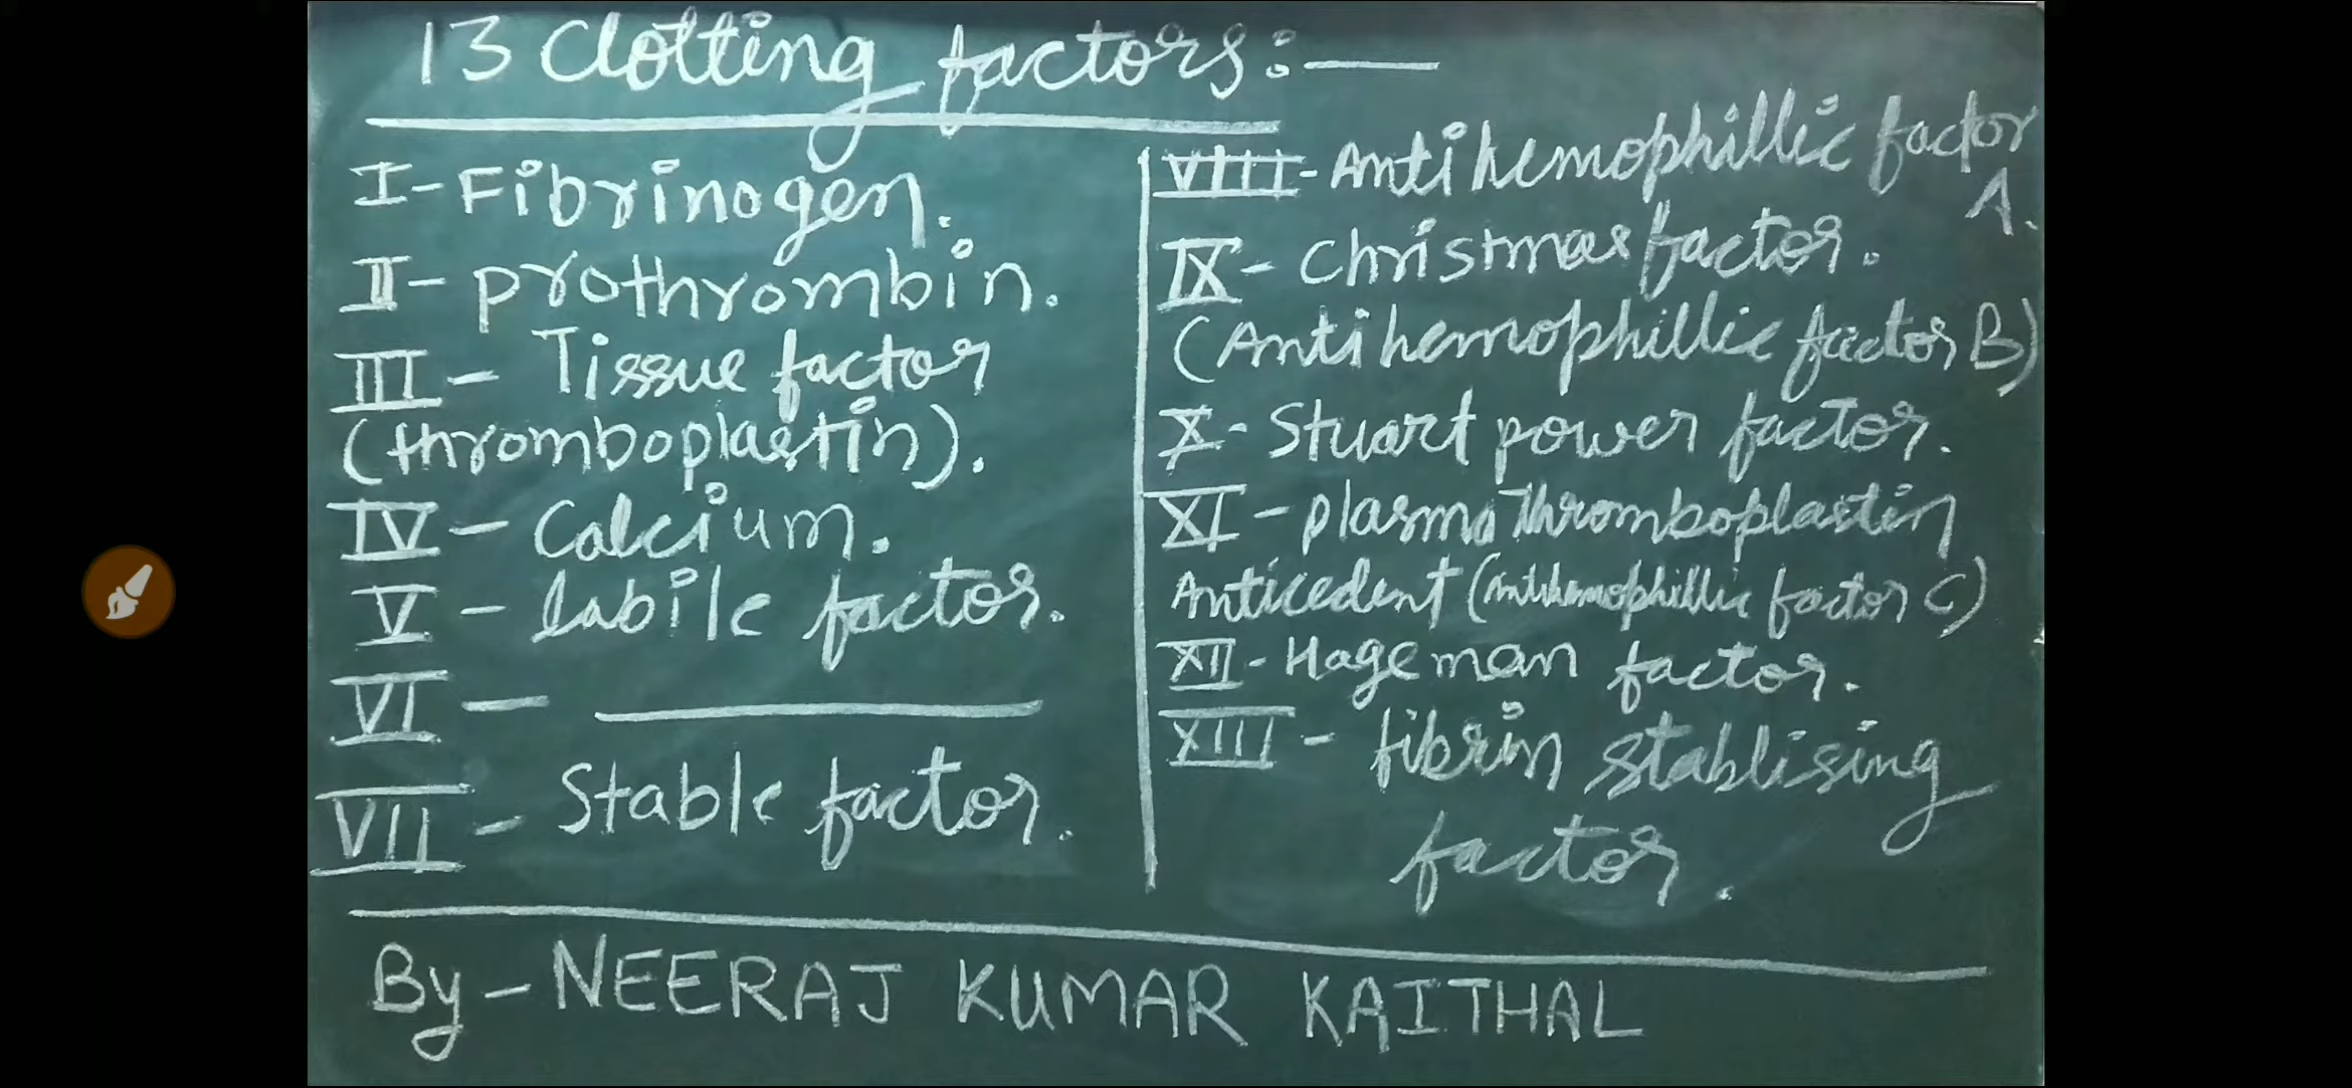 13 Clotting factors:—
I-Fibrinogen.
II-prothrombin.
III - Tissue factor
(thromboplastin).
IV - Calcium.
V - labile factor.
VI -
VII - Stable factor.
VIII-Antihemophillic factor
A.
IX- Christmas factor.
(Antihemophillic factor B)
X- Stuart power factor.
XI - plasma Thromboplastin
Anticedent (antihemophillic factor C)
XII - Hageman factor.
XIII - fibrin stablising
factor.
By - NEERAJ KUMAR KAITHAL